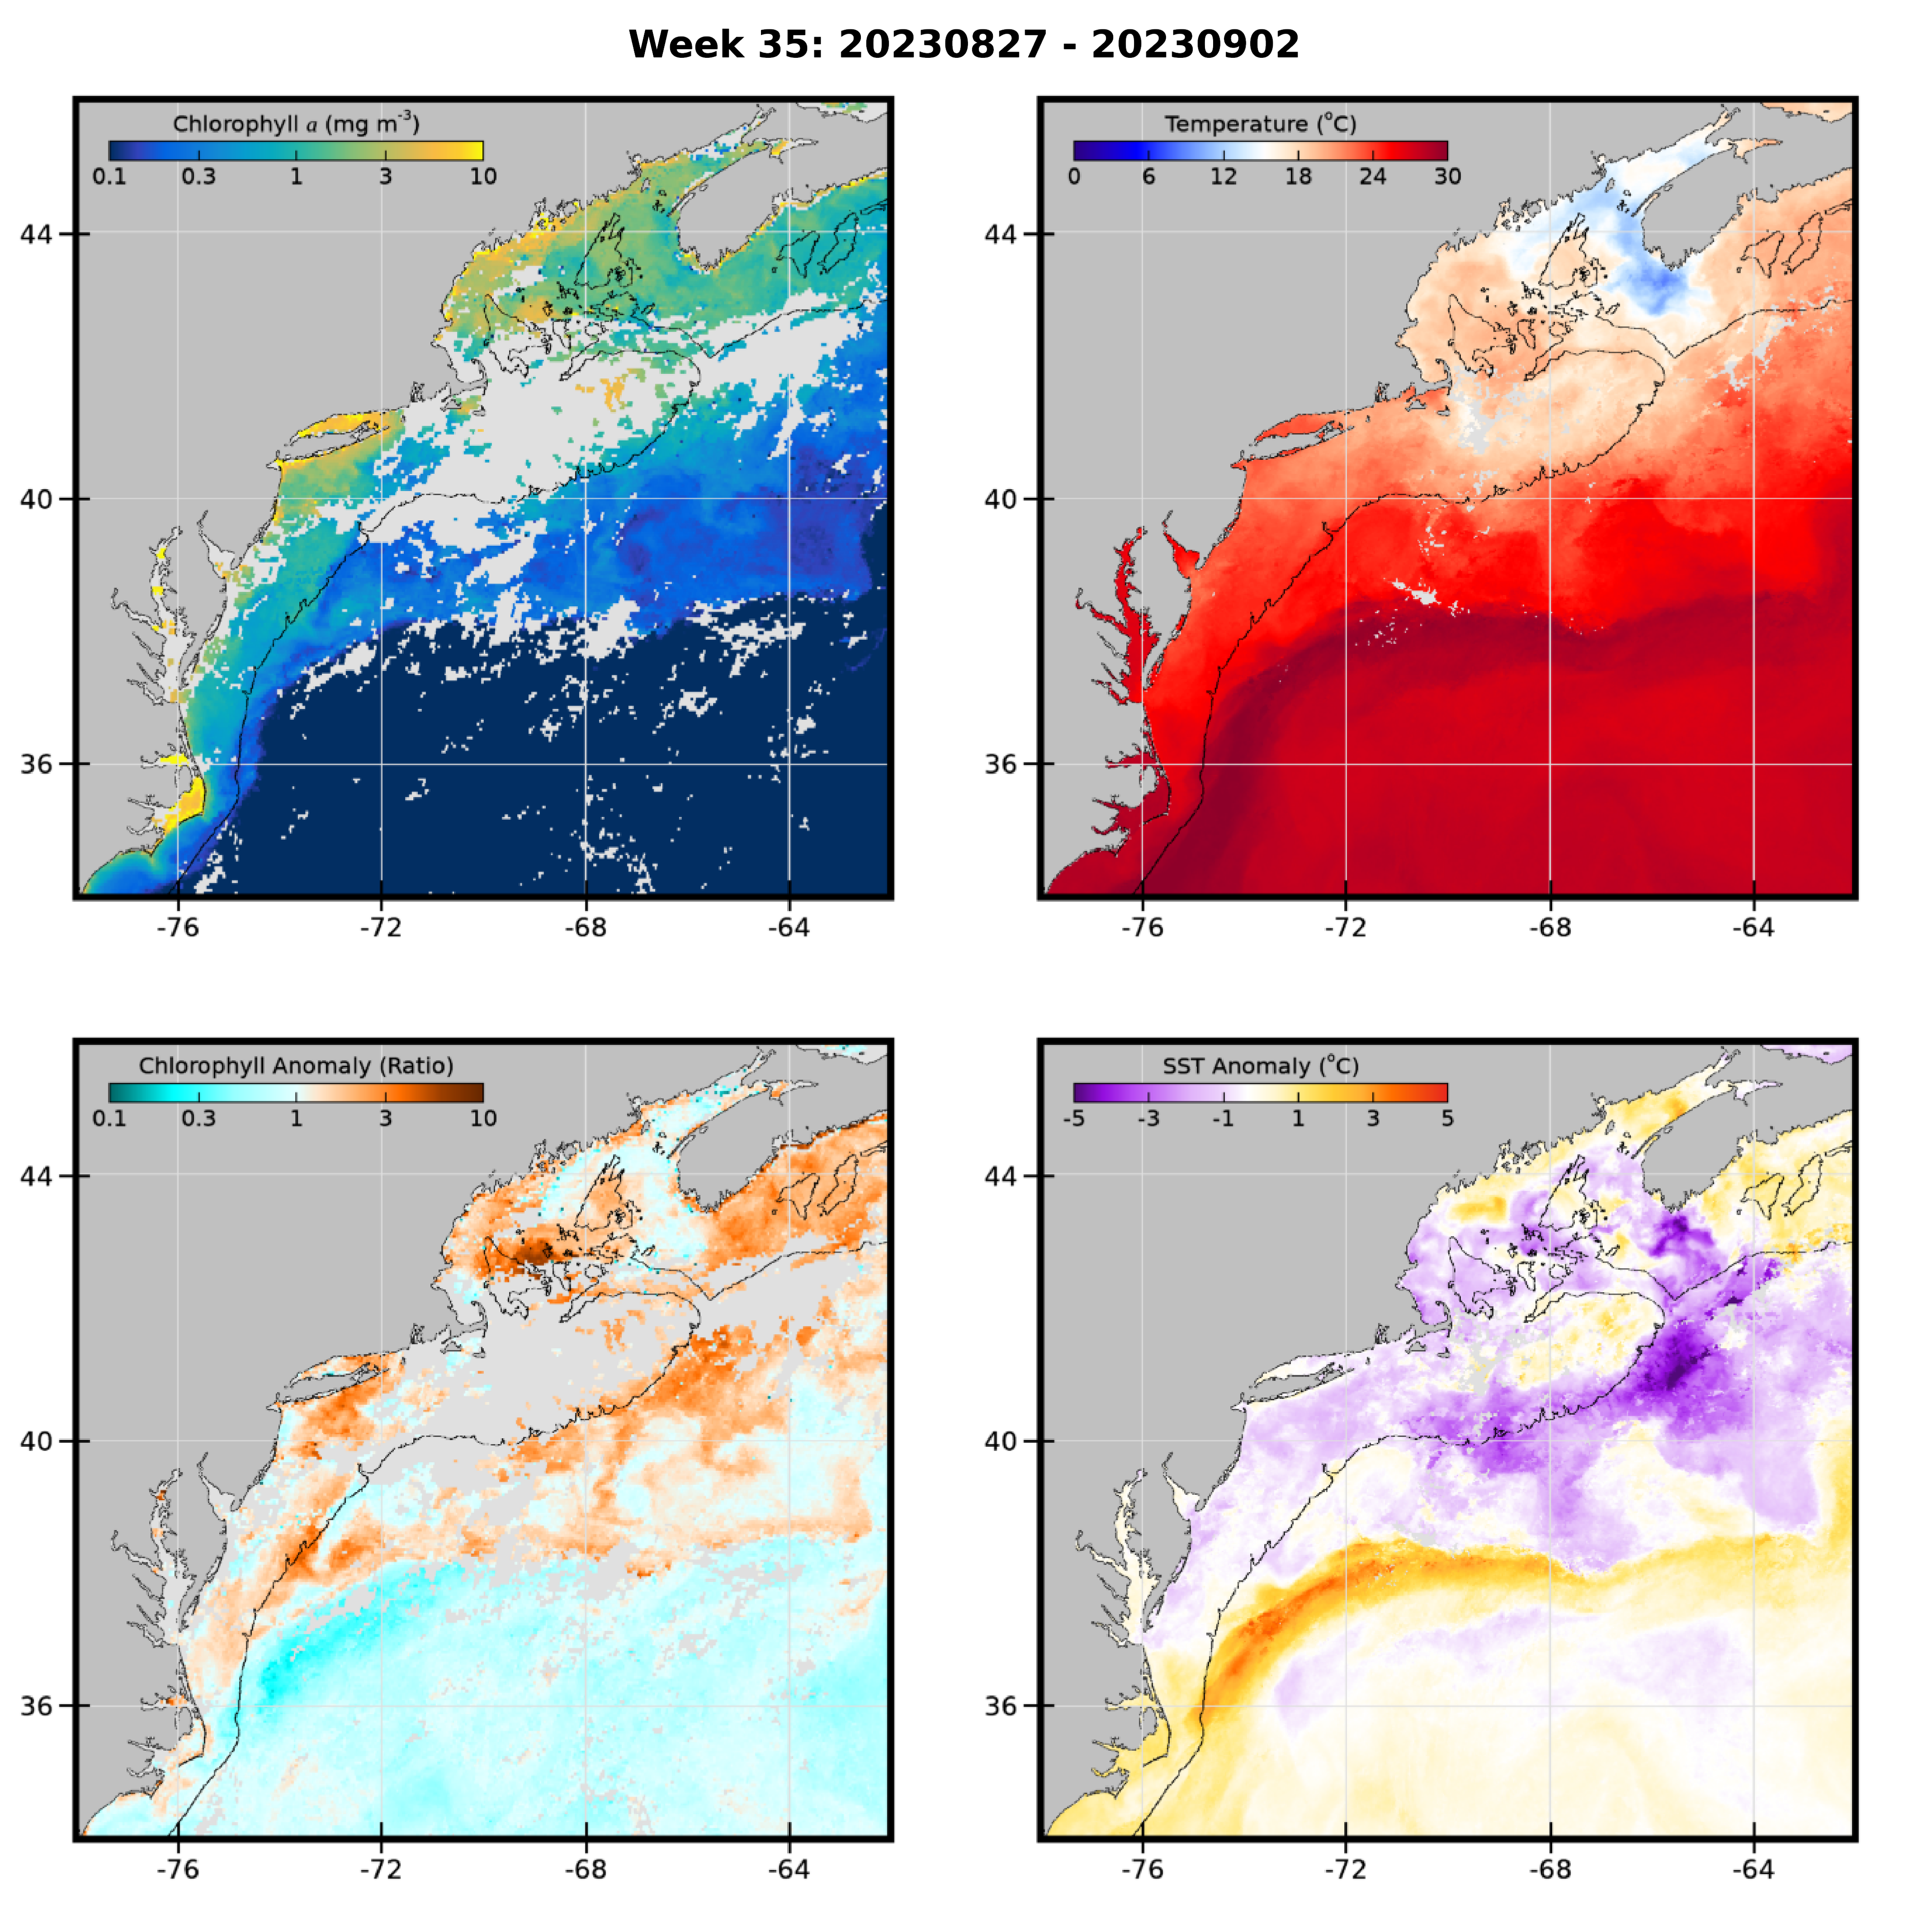 Week 35: 20230827 - 20230902
Chlorophyll a (mg m-3)
0.1 0.3 1 3 10
44
40
36
-76 -72 -68 -64
Temperature (°C)
0 6 12 18 24 30
44
40
36
-76 -72 -68 -64
Chlorophyll Anomaly (Ratio)
0.1 0.3 1 3 10
44
40
36
-76 -72 -68 -64
SST Anomaly (°C)
-5 -3 -1 1 3 5
44
40
36
-76 -72 -68 -64